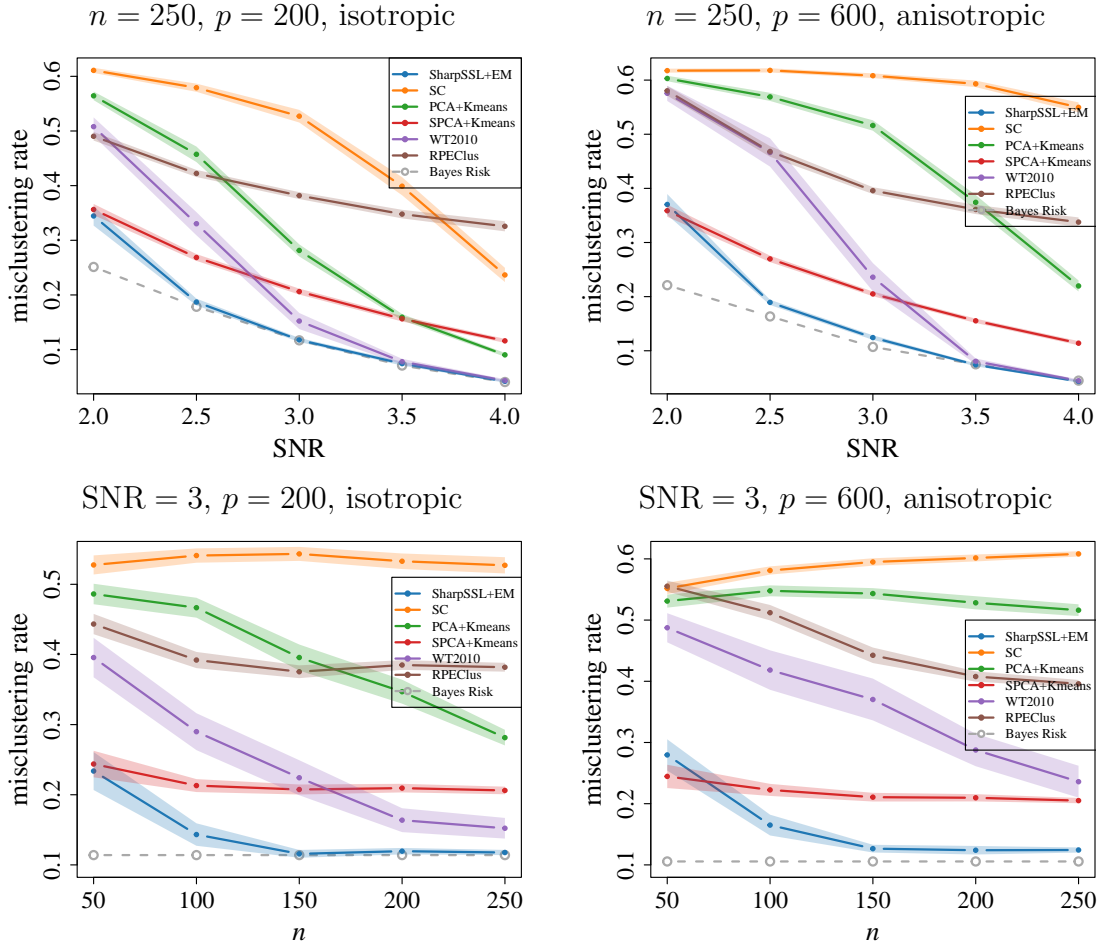 n = 250, p = 200, isotropic
misclustering rate
0.1 0.2 0.3 0.4 0.5 0.6
SharpSSL+EM
SC
PCA+Kmeans
SPCA+Kmeans
WT2010
RPEClus
Bayes Risk
2.0 2.5 3.0 3.5 4.0
SNR
n = 250, p = 600, anisotropic
misclustering rate
0.1 0.2 0.3 0.4 0.5 0.6
SharpSSL+EM
SC
PCA+Kmeans
SPCA+Kmeans
WT2010
RPEClus
Bayes Risk
2.0 2.5 3.0 3.5 4.0
SNR
SNR = 3, p = 200, isotropic
misclustering rate
0.1 0.2 0.3 0.4 0.5
SharpSSL+EM
SC
PCA+Kmeans
SPCA+Kmeans
WT2010
RPEClus
Bayes Risk
50 100 150 200 250
n
SNR = 3, p = 600, anisotropic
misclustering rate
0.1 0.2 0.3 0.4 0.5 0.6
SharpSSL+EM
SC
PCA+Kmeans
SPCA+Kmeans
WT2010
RPEClus
Bayes Risk
50 100 150 200 250
n